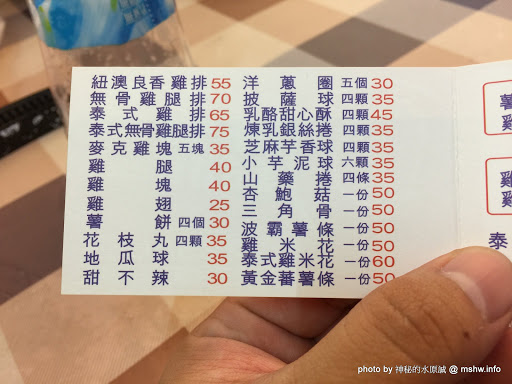 紐澳良香雞排 55
無骨雞腿排 70
泰式雞排 65
泰式無骨雞腿排 75
麥克雞塊 五塊 35
雞腿 40
雞塊 40
雞翅 25
薯餅 四個 30
花枝丸 四顆 35
地瓜球 35
甜不辣 30
洋蔥圈 五個 30
披薩球 四顆 35
乳酪甜心酥 四顆 45
煉乳銀絲捲 四顆 35
芝麻芋香球 四顆 35
小芋泥球 六顆 35
山藥捲 四條 35
杏鮑菇 一份 50
三角骨 一份 50
波霸薯條 一份 50
雞米花 一份 50
泰式雞米花 一份 60
黃金蕃薯條 一份 50
薯
雞
泰
photo by 神秘的水原誠 @ mshw.info